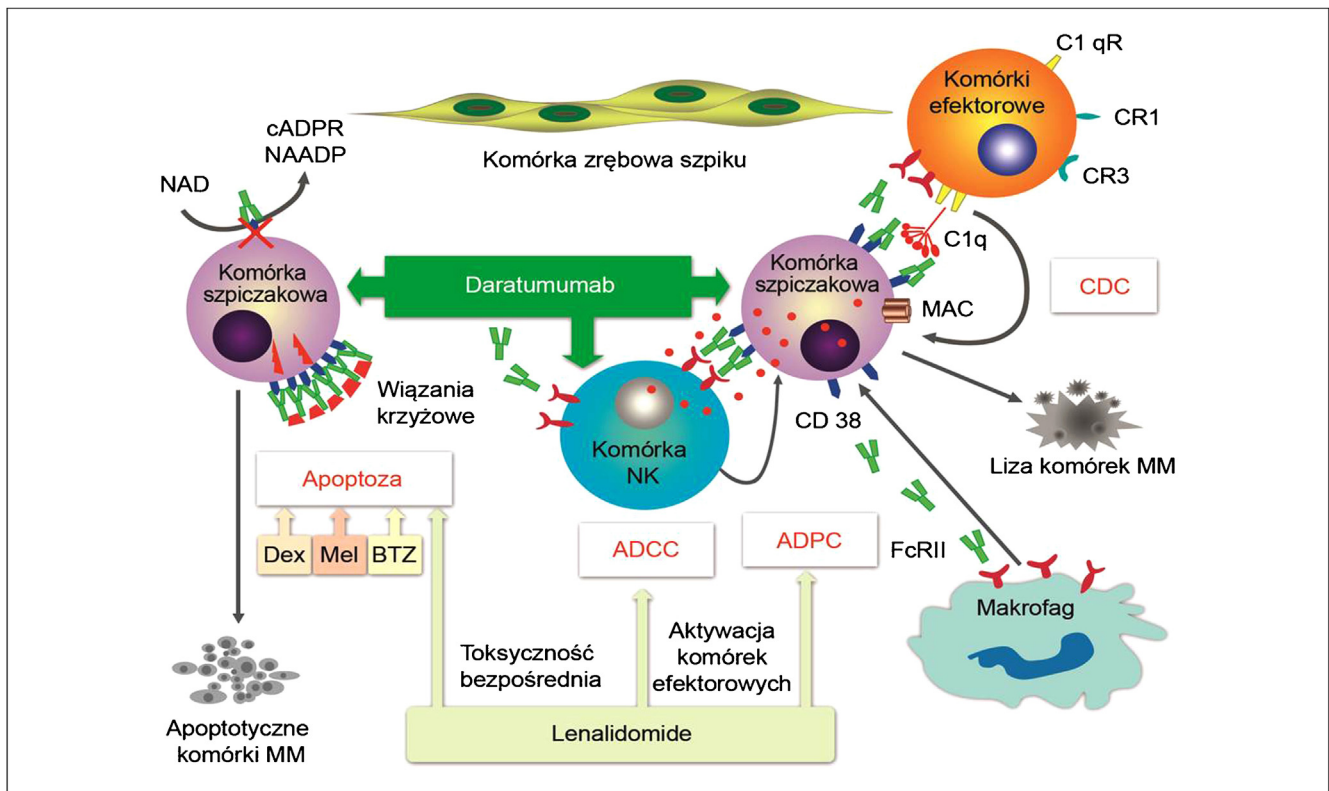 C1 qR
Komórki
efektorowe
CR1
CR3
cADPR
NAADP
NAD
Komórka zrębowa szpiku
C1q
Komórka
szpiczakowa
Daratumumab
Komórka
szpiczakowa
MAC
CDC
Wiązania
krzyżowe
CD 38
Komórka
NK
Liza komórek MM
Apoptoza
Dex
Mel
BTZ
ADCC
ADPC
FcRII
Makrofag
Toksyczność
bezpośrednia
Aktywacja
komórek
efektorowych
Apoptotyczne
komórki MM
Lenalidomide